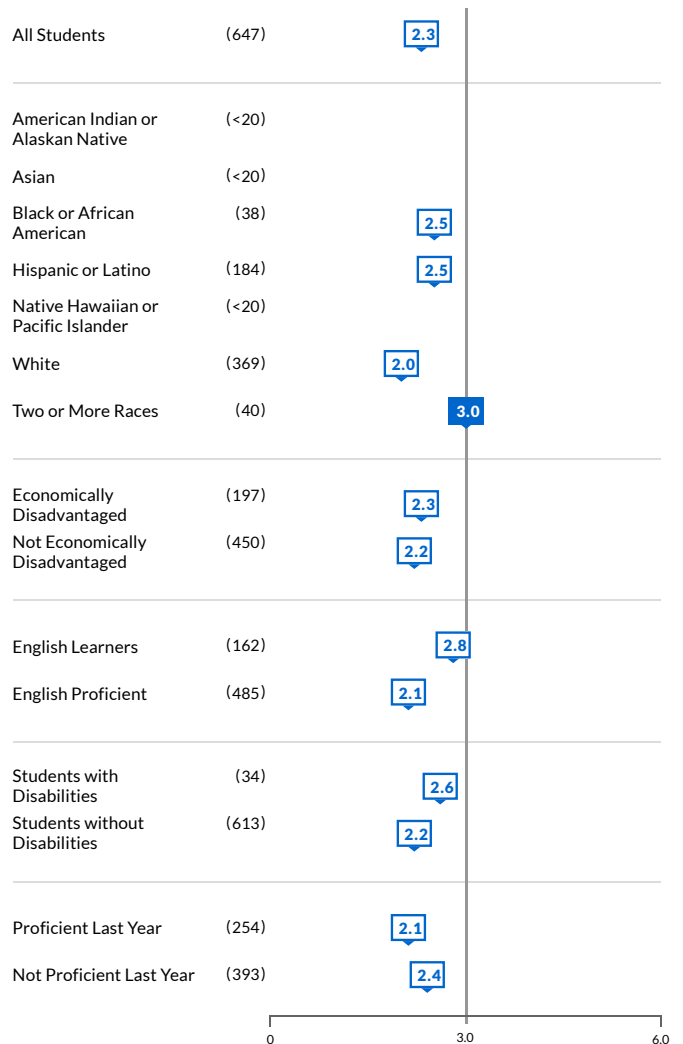 All Students (647) 2.3
American Indian or (<20)
Alaskan Native
Asian (<20)
Black or African (38) 2.5
American
Hispanic or Latino (184) 2.5
Native Hawaiian or (<20)
Pacific Islander
White (369) 2.0
Two or More Races (40) 3.0
Economically (197) 2.3
Disadvantaged
Not Economically (450) 2.2
Disadvantaged
English Learners (162) 2.8
English Proficient (485) 2.1
Students with (34) 2.6
Disabilities
Students without (613) 2.2
Disabilities
Proficient Last Year (254) 2.1
Not Proficient Last Year (393) 2.4
0 3.0 6.0